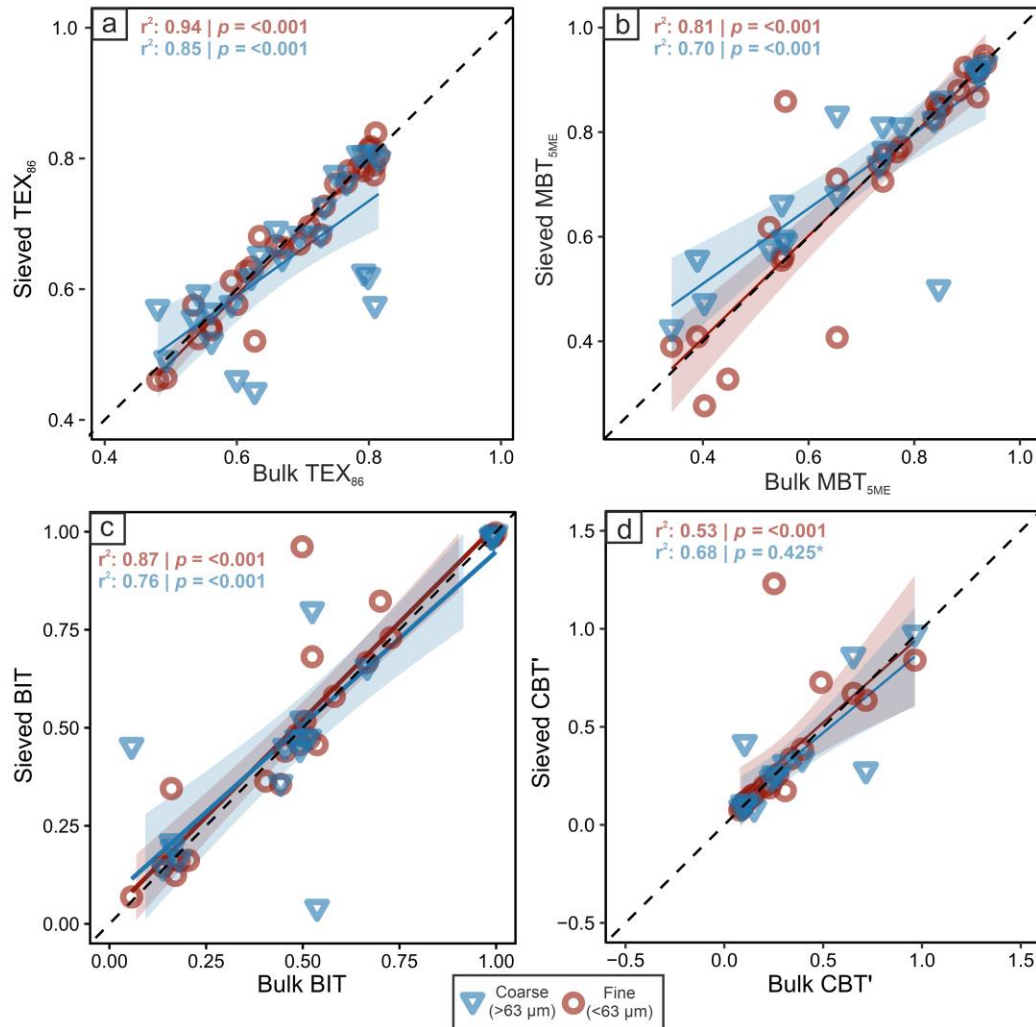 a
r²: 0.94 | p = <0.001
r²: 0.85 | p = <0.001
1.0
0.8
0.6
0.4
0.4 0.6 0.8 1.0
Sieved TEX₈₆
Bulk TEX₈₆
b
r²: 0.81 | p = <0.001
r²: 0.70 | p = <0.001
1.0
0.8
0.6
0.4
0.4 0.6 0.8 1.0
Sieved MBT₅ME
Bulk MBT₅ME
c
r²: 0.87 | p = <0.001
r²: 0.76 | p = <0.001
1.00
0.75
0.50
0.25
0.00
0.00 0.25 0.50 0.75 1.00
Sieved BIT
Bulk BIT
d
r²: 0.53 | p = <0.001
r²: 0.68 | p = 0.425*
1.5
1.0
0.5
0.0
−0.5
−0.5 0.0 0.5 1.0 1.5
Sieved CBT'
Bulk CBT'
Coarse
(>63 µm)
Fine
(<63 µm)